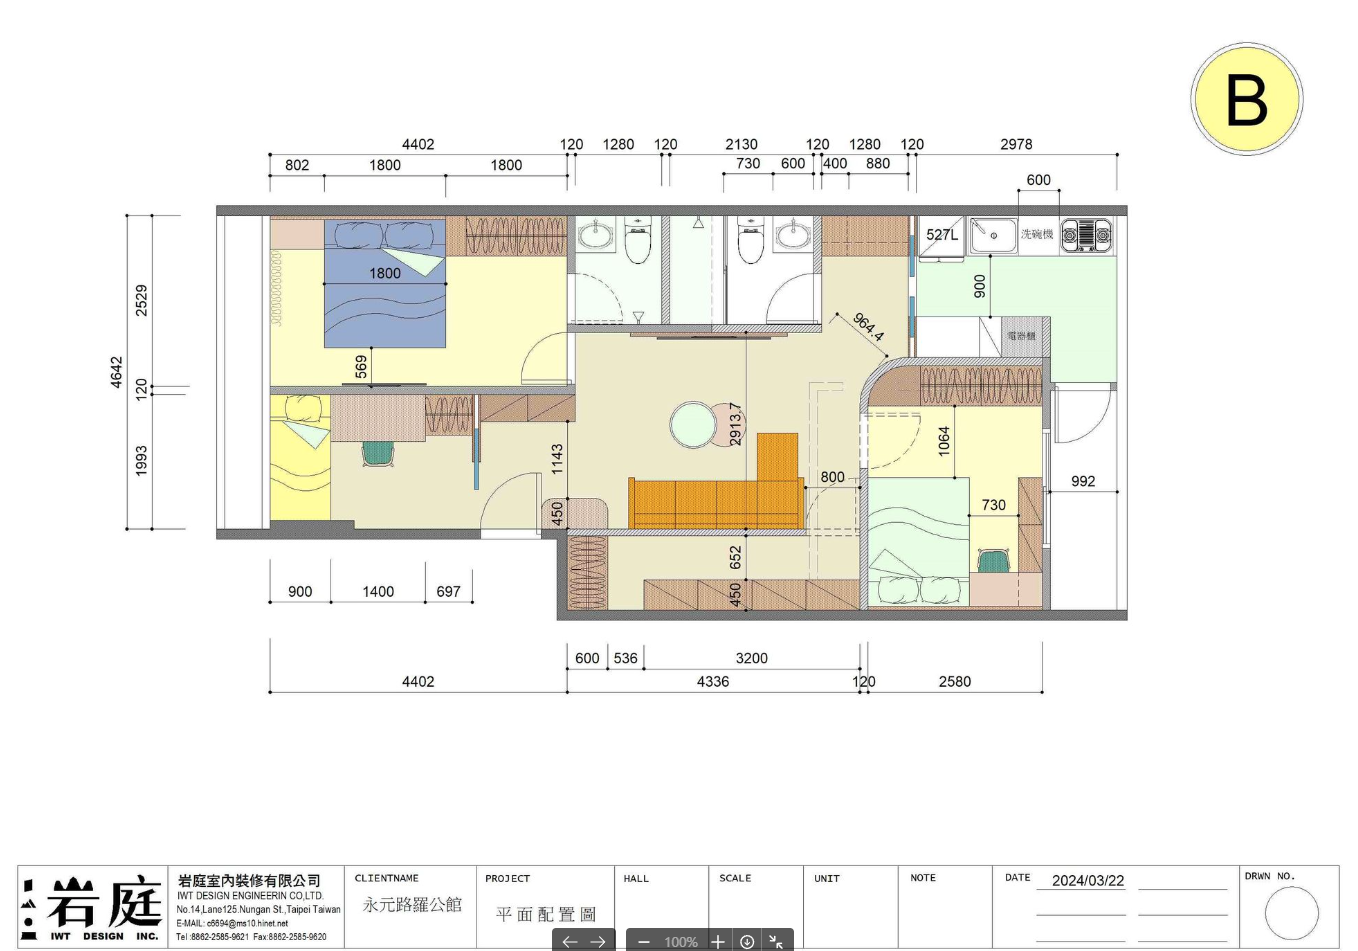 B
4402 120 1280 120 2130 120 1280 120 2978
802 1800 1800 730 600 400 880
600
527L 洗碗機
1800
900
2529
964.4
電器櫃
569
4642
120
2913.7
1064
1143
1993
800
992
730
450
652
450
900 1400 697
600 536 3200
4402 4336 120 2580
岩庭
IWT DESIGN INC.
岩庭室內裝修有限公司
IWT DESIGN ENGINEERIN CO,LTD.
No.14,Lane125.Nungan St.,Taipei Taiwan
E-MAIL: c6694@ms10.hinet.net
Tel :8862-2585-9621 Fax:8862-2585-9620
CLIENTNAME
永元路羅公館
PROJECT
平面配置圖
HALL
SCALE
UNIT
NOTE
DATE 2024/03/22
DRWN NO.
100%